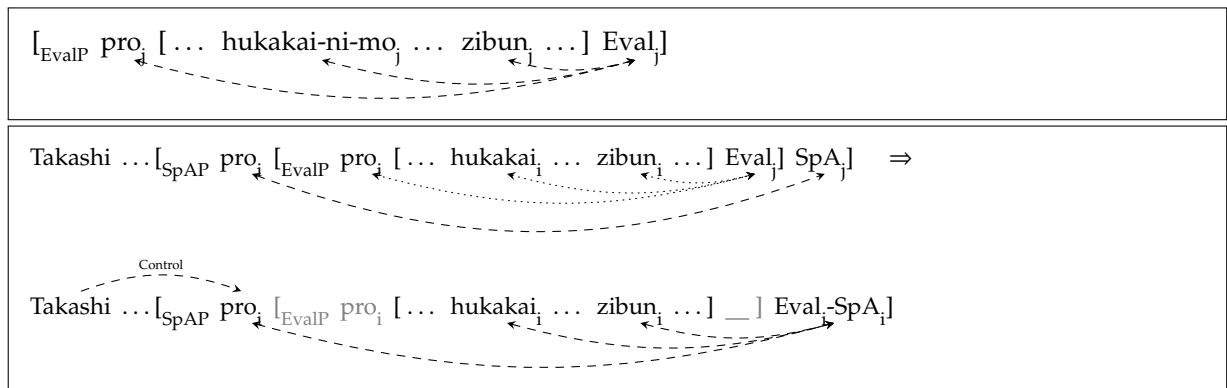 [EvalP proj [ … hukakai-ni-moj … zibunj …] Evalj]
Takashi …[SpAP proi [EvalP proi [… hukakaii … zibuni …] Evalj] SpAj] ⇒
Control
Takashi …[SpAP proi [EvalP proi [… hukakaii … zibuni …] __ ] Evali-SpAi]